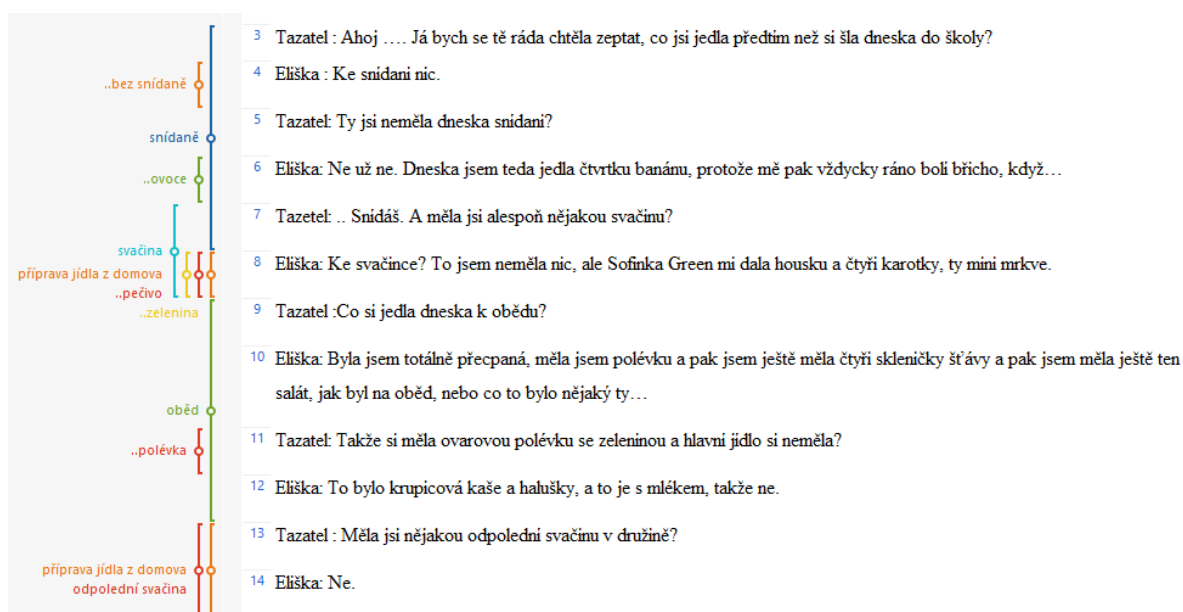 3 Tazatel : Ahoj …. Já bych se tě ráda chtěla zeptat, co jsi jedla předtím než si šla dneska do školy?
..bez snídaně
4 Eliška : Ke snídani nic.
5 Tazatel: Ty jsi neměla dneska snídani?
snídaně
6 Eliška: Ne už ne. Dneska jsem teda jedla čtvrtku banánu, protože mě pak vždycky ráno bolí břicho, když…
..ovoce
7 Tazetel: .. Snídáš. A měla jsi alespoň nějakou svačinu?
svačina
8 Eliška: Ke svačince? To jsem neměla nic, ale Sofinka Green mi dala housku a čtyři karotky, ty mini mrkve.
příprava jídla z domova
..pečivo
..zelenina
9 Tazatel :Co si jedla dneska k obědu?
10 Eliška: Byla jsem totálně přecpaná, měla jsem polévku a pak jsem ještě měla čtyři skleničky šťávy a pak jsem měla ještě ten
salát, jak byl na oběd, nebo co to bylo nějaký ty…
oběd
11 Tazatel: Takže si měla ovarovou polévku se zeleninou a hlavní jídlo si neměla?
..polévka
12 Eliška: To bylo krupicová kaše a halušky, a to je s mlékem, takže ne.
13 Tazatel : Měla jsi nějakou odpolední svačinu v družině?
příprava jídla z domova
14 Eliška: Ne.
odpolední svačina